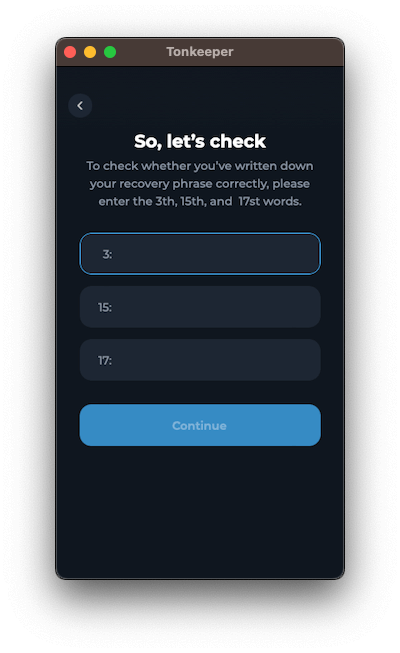 Tonkeeper
So, let’s check
To check whether you’ve written down
your recovery phrase correctly, please
enter the 3th, 15th, and 17st words.
3:
15:
17:
Continue